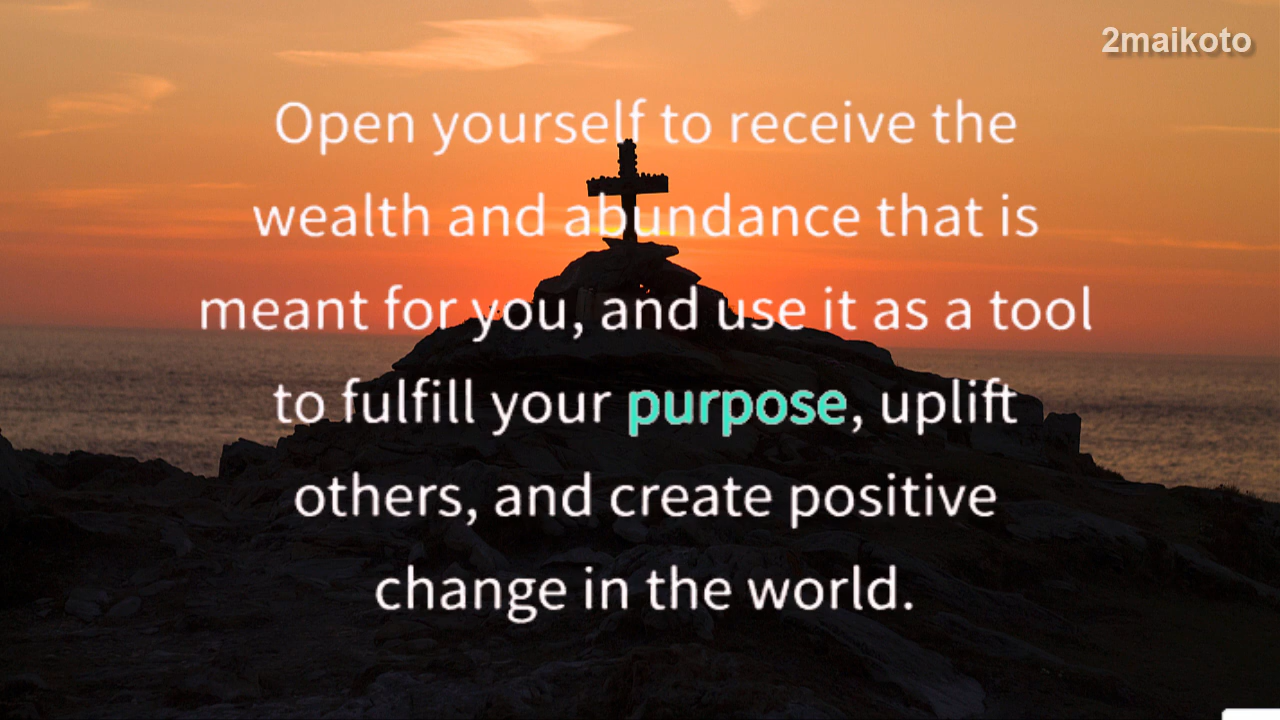 2maikoto
Open yourself to receive the
wealth and abundance that is
meant for you, and use it as a tool
to fulfill your purpose, uplift
others, and create positive
change in the world.